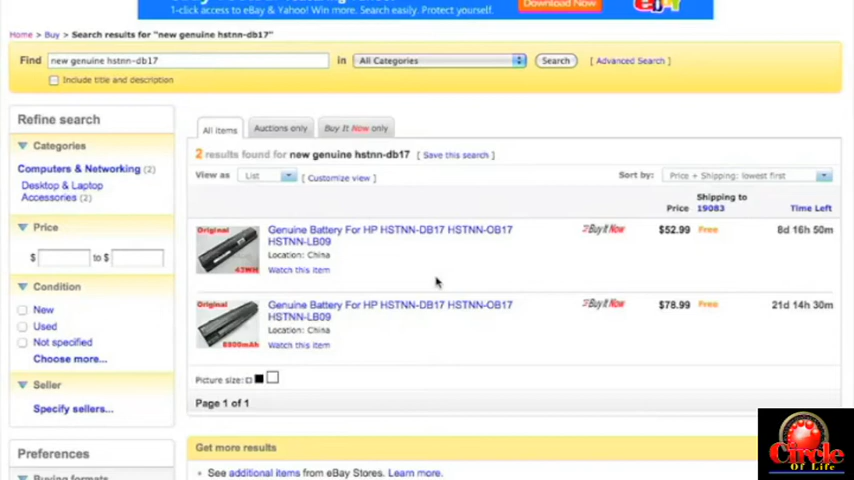 1-click access to eBay & Yahoo! Win more. Search easily. Protect yourself.
Download Now
Home > Buy > Search results for "new genuine hstnn-db17"
Find new genuine hstnn-db17 in All Categories Search [ Advanced Search ]
Include title and description
Refine search
Categories
Computers & Networking (2)
Desktop & Laptop
Accessories (2)
Price
$ to $
Condition
New
Used
Not specified
Choose more...
Seller
Specify sellers...
Preferences
Buying formats
All items Auctions only Buy It Now only
2 results found for new genuine hstnn-db17 [ Save this search ]
View as List [ Customize view ] Sort by: Price + Shipping: lowest first
Price Shipping to 19083 Time Left
Original
42WH
Genuine Battery For HP HSTNN-DB17 HSTNN-OB17
HSTNN-LB09
Location: China
Watch this item
Buy It Now $52.99 Free 8d 16h 50m
Original
8800mAh
Genuine Battery For HP HSTNN-DB17 HSTNN-OB17
HSTNN-LB09
Location: China
Watch this item
Buy It Now $78.99 Free 21d 14h 30m
Picture size:
Page 1 of 1
Get more results
See additional items from eBay Stores. Learn more.
Circle
Of Life